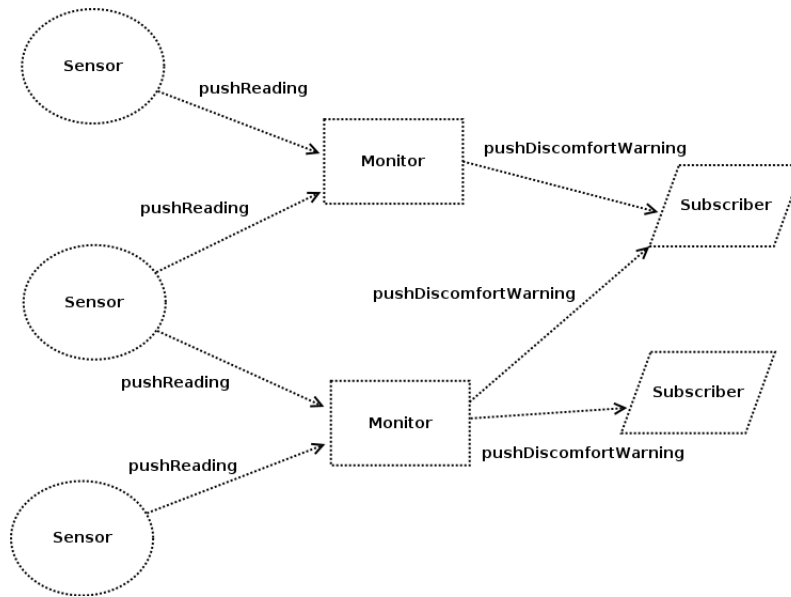 Sensor
pushReading
Monitor
pushDiscomfortWarning
pushReading
Subscriber
Sensor
pushDiscomfortWarning
pushReading
Subscriber
Monitor
pushReading
pushDiscomfortWarning
Sensor